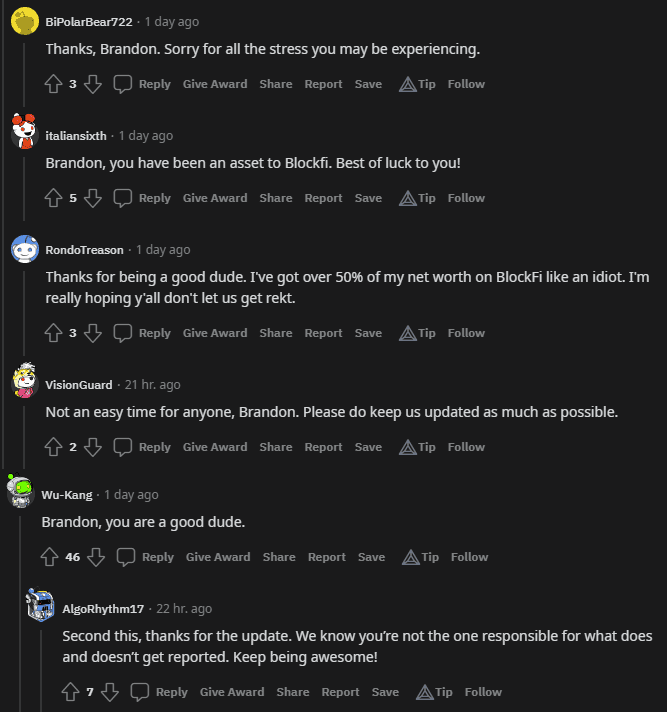 BiPolarBear722 · 1 day ago
Thanks, Brandon. Sorry for all the stress you may be experiencing.
3 Reply Give Award Share Report Save Tip Follow
italiansixth · 1 day ago
Brandon, you have been an asset to Blockfi. Best of luck to you!
5 Reply Give Award Share Report Save Tip Follow
RondoTreason · 1 day ago
Thanks for being a good dude. I've got over 50% of my net worth on BlockFi like an idiot. I'm
really hoping y'all don't let us get rekt.
3 Reply Give Award Share Report Save Tip Follow
VisionGuard · 21 hr. ago
Not an easy time for anyone, Brandon. Please do keep us updated as much as possible.
2 Reply Give Award Share Report Save Tip Follow
Wu-Kang · 1 day ago
Brandon, you are a good dude.
46 Reply Give Award Share Report Save Tip Follow
AlgoRhythm17 · 22 hr. ago
Second this, thanks for the update. We know you’re not the one responsible for what does
and doesn’t get reported. Keep being awesome!
7 Reply Give Award Share Report Save Tip Follow